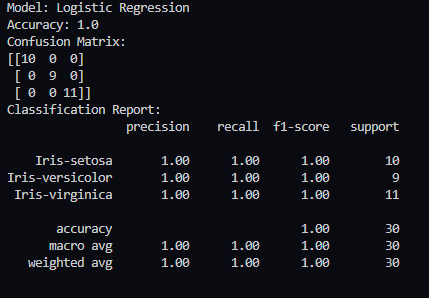 Model: Logistic Regression
Accuracy: 1.0
Confusion Matrix:
[[10  0  0]
 [ 0  9  0]
 [ 0  0 11]]
Classification Report:
                 precision    recall  f1-score   support

    Iris-setosa       1.00      1.00      1.00        10
Iris-versicolor       1.00      1.00      1.00         9
 Iris-virginica       1.00      1.00      1.00        11

       accuracy                           1.00        30
      macro avg       1.00      1.00      1.00        30
   weighted avg       1.00      1.00      1.00        30